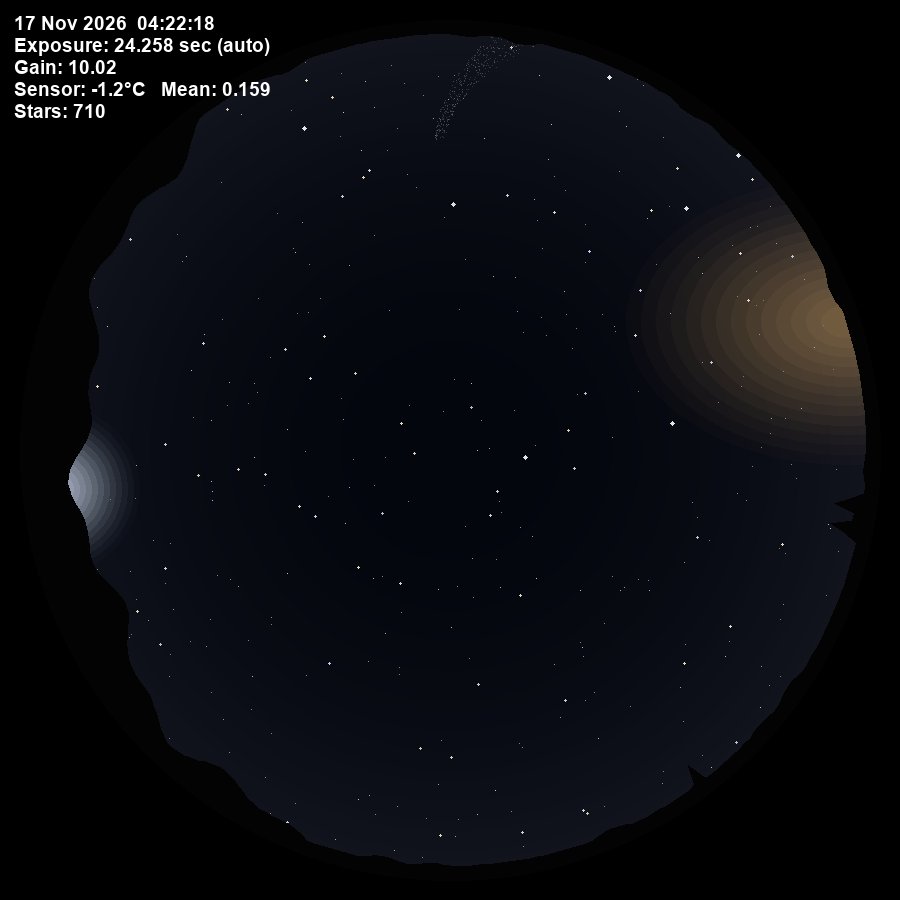 17 Nov 2026  04:22:18
Exposure: 24.258 sec (auto)
Gain: 10.02
Sensor: -1.2°C   Mean: 0.159
Stars: 710